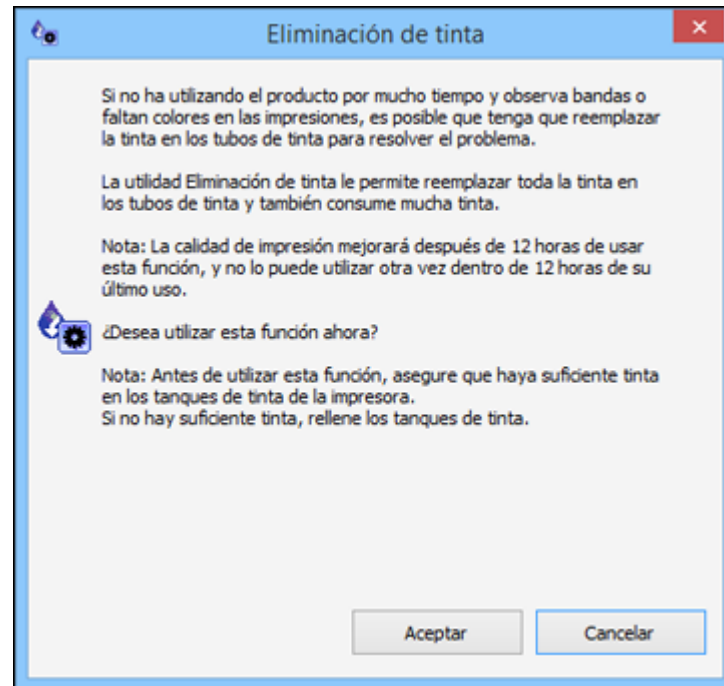 Eliminación de tinta
Si no ha utilizando el producto por mucho tiempo y observa bandas o
faltan colores en las impresiones, es posible que tenga que reemplazar
la tinta en los tubos de tinta para resolver el problema.
La utilidad Eliminación de tinta le permite reemplazar toda la tinta en
los tubos de tinta y también consume mucha tinta.
Nota: La calidad de impresión mejorará después de 12 horas de usar
esta función, y no lo puede utilizar otra vez dentro de 12 horas de su
último uso.
¿Desea utilizar esta función ahora?
Nota: Antes de utilizar esta función, asegure que haya suficiente tinta
en los tanques de tinta de la impresora.
Si no hay suficiente tinta, rellene los tanques de tinta.
Aceptar
Cancelar